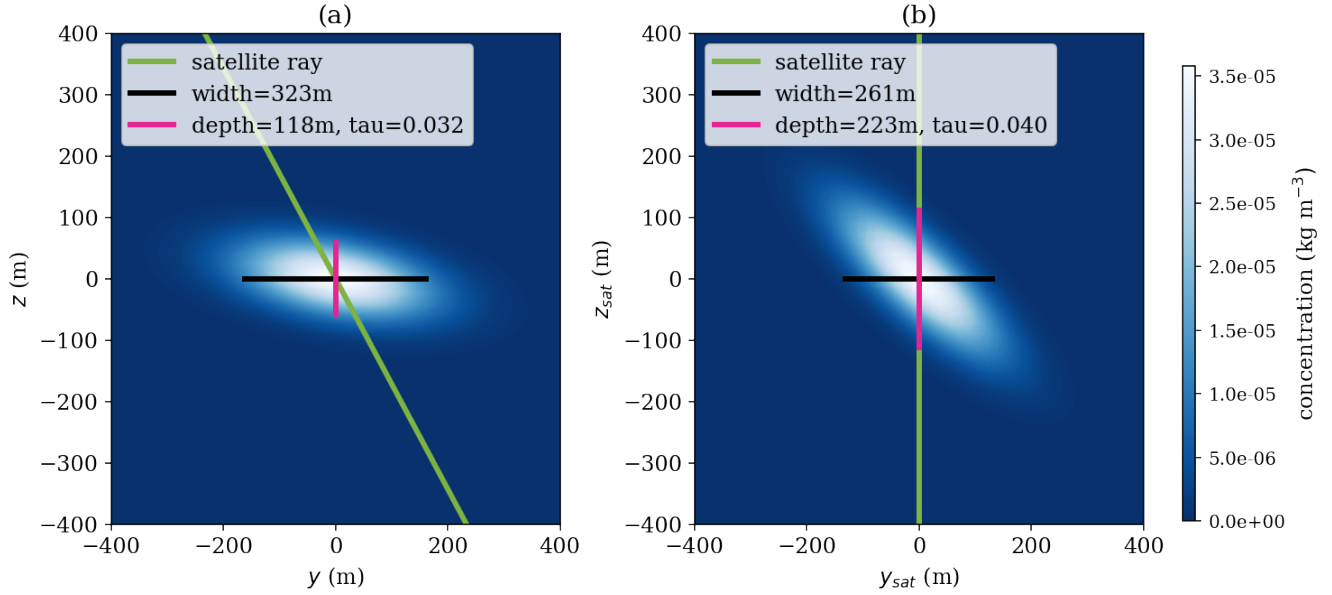 (a)
satellite ray
width=323m
depth=118m, tau=0.032
400
300
200
100
0
−100
−200
−300
−400
z (m)
−400
−200
0
200
400
y (m)
(b)
satellite ray
width=261m
depth=223m, tau=0.040
400
300
200
100
0
−100
−200
−300
−400
z_sat (m)
−400
−200
0
200
400
y_sat (m)
3.5e-05
3.0e-05
2.5e-05
2.0e-05
1.5e-05
1.0e-05
5.0e-06
0.0e+00
concentration (kg m⁻³)